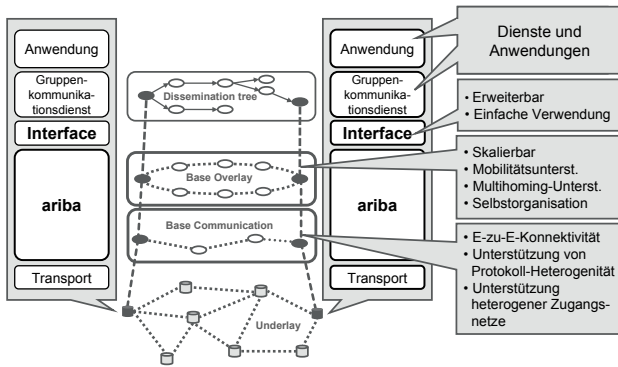 Anwendung
Gruppen-
kommunika-
tionsdienst
Interface
ariba
Transport
Dissemination tree
Base Overlay
Base Communication
Underlay
Anwendung
Gruppen-
kommunika-
tionsdienst
Interface
ariba
Transport
Dienste und
Anwendungen
• Erweiterbar
• Einfache Verwendung
• Skalierbar
• Mobilitätsunterst.
• Multihoming-Unterst.
• Selbstorganisation
• E-zu-E-Konnektivität
• Unterstützung von
Protokoll-Heterogenität
• Unterstützung
heterogener Zugangs-
netze